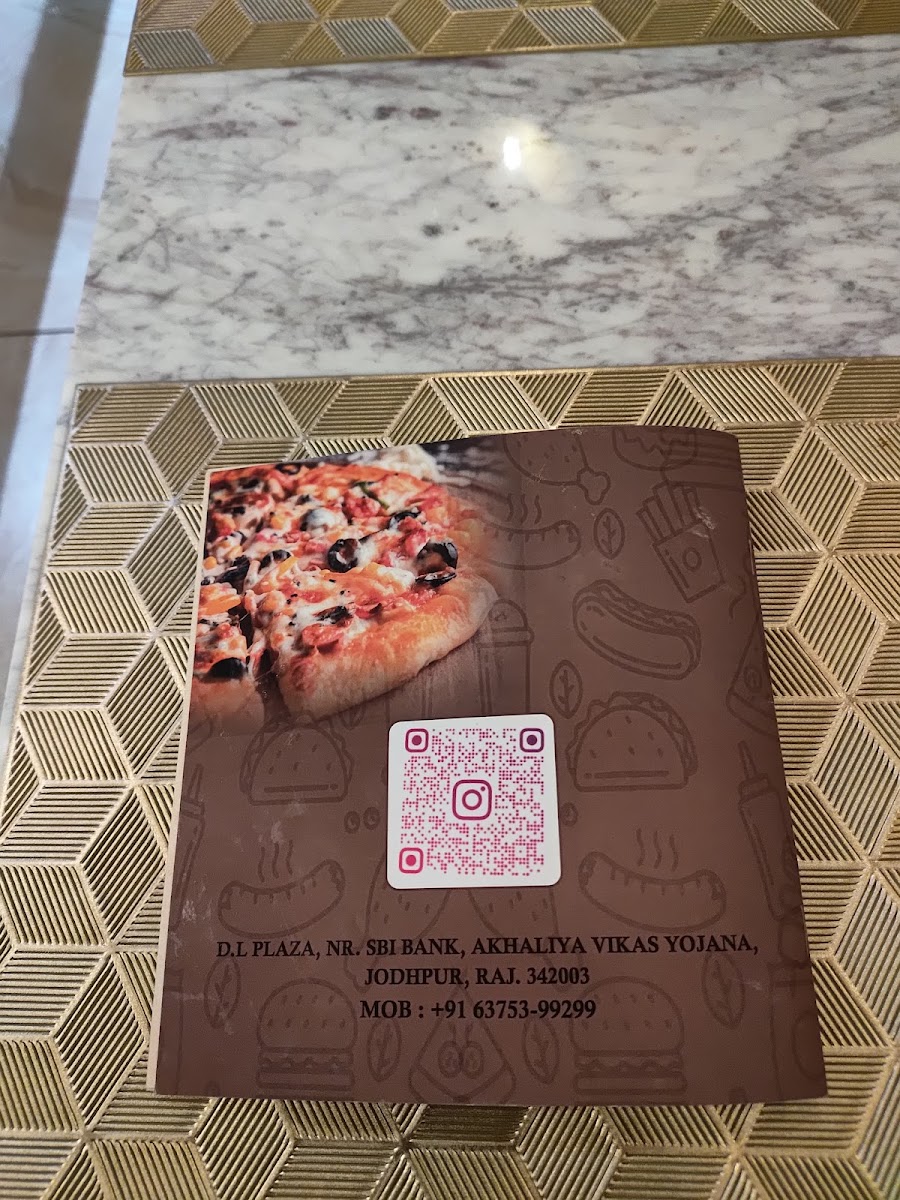 D.L PLAZA, NR. SBI BANK, AKHALIYA VIKAS YOJANA,
JODHPUR, RAJ. 342003
MOB : +91 63753-99299